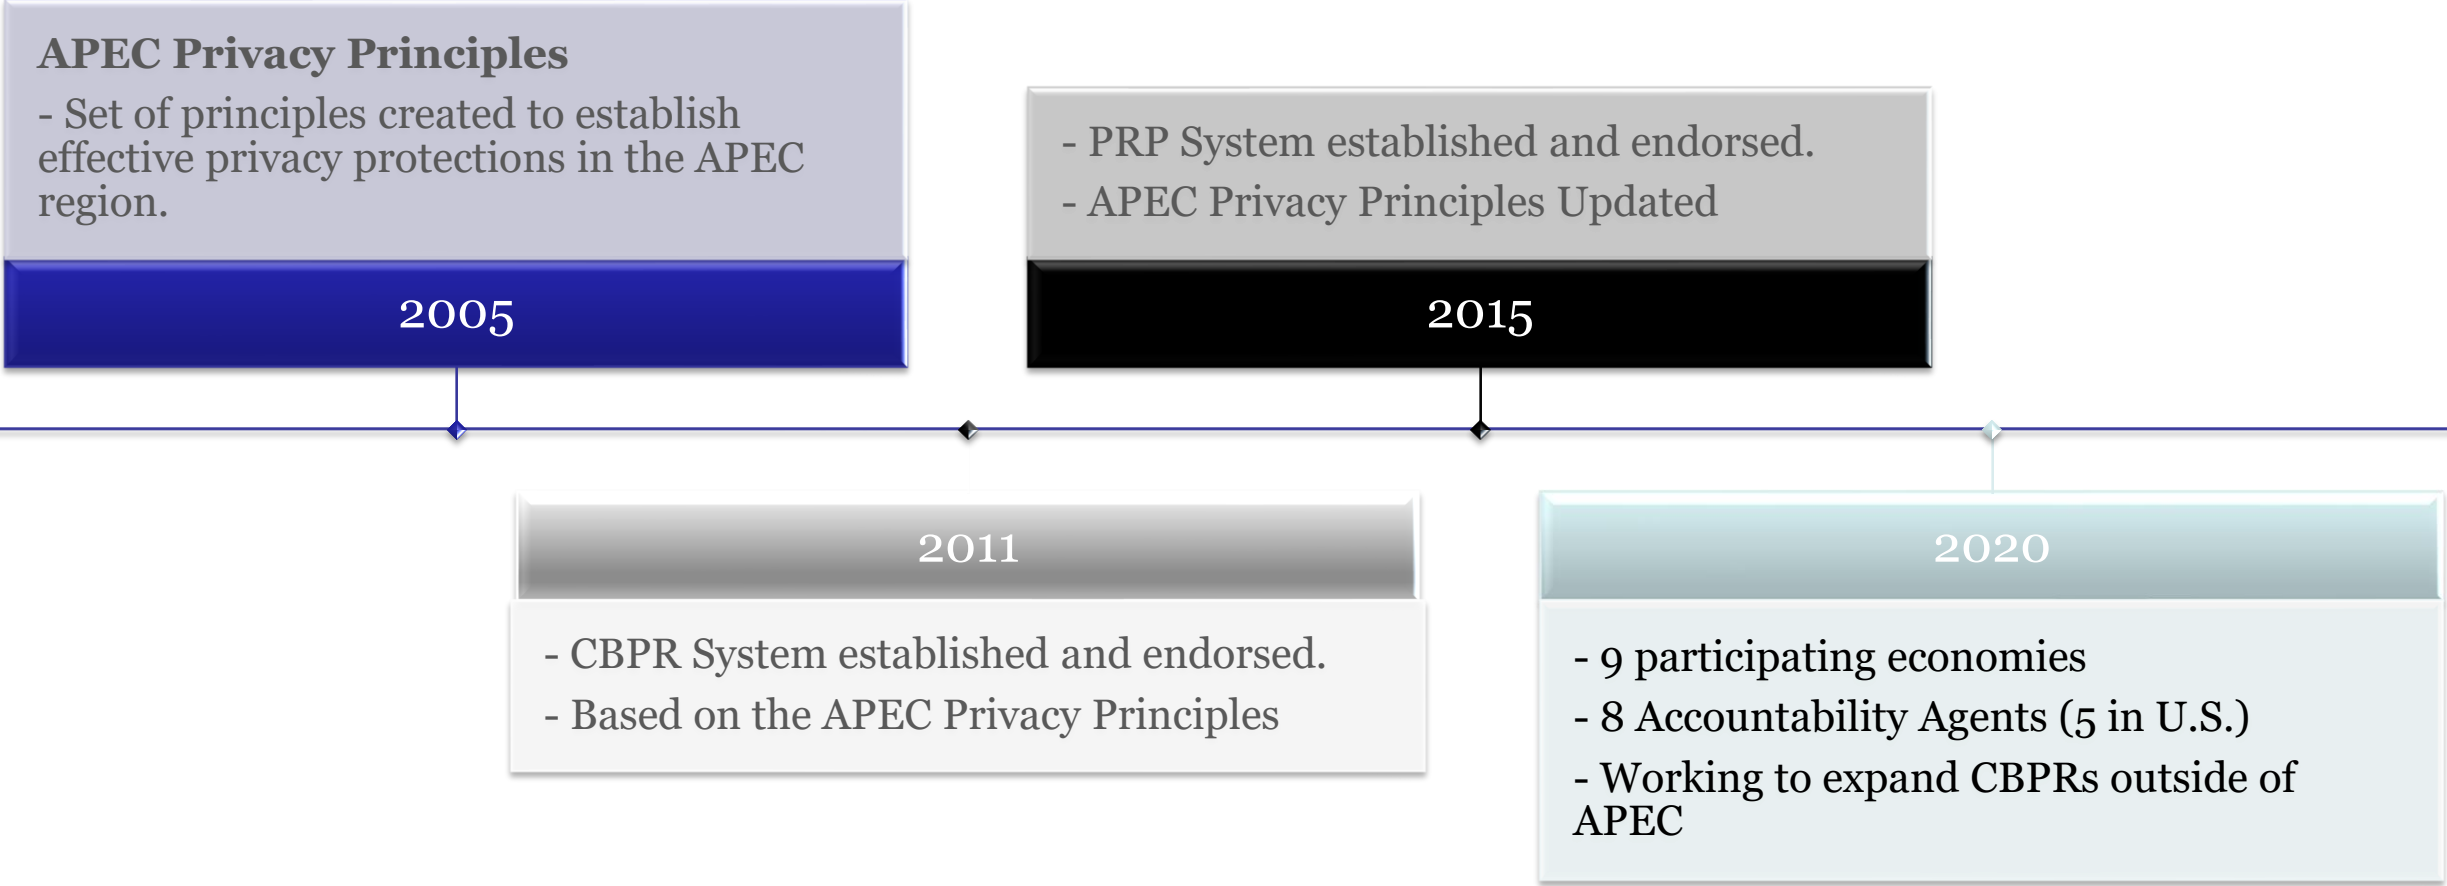 APEC Privacy Principles
- Set of principles created to establish
effective privacy protections in the APEC
region.
2005
- PRP System established and endorsed.
- APEC Privacy Principles Updated
2015
2011
- CBPR System established and endorsed.
- Based on the APEC Privacy Principles
2020
- 9 participating economies
- 8 Accountability Agents (5 in U.S.)
- Working to expand CBPRs outside of
APEC